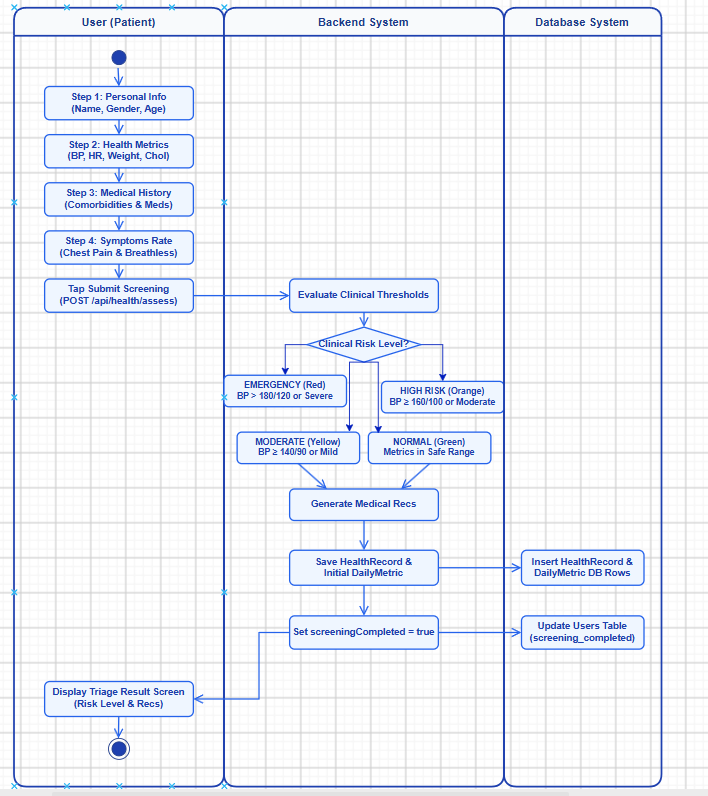 User (Patient)
Backend System
Database System
Step 1: Personal Info
(Name, Gender, Age)
Step 2: Health Metrics
(BP, HR, Weight, Chol)
Step 3: Medical History
(Comorbidities & Meds)
Step 4: Symptoms Rate
(Chest Pain & Breathless)
Tap Submit Screening
(POST /api/health/assess)
Evaluate Clinical Thresholds
Clinical Risk Level?
EMERGENCY (Red)
BP > 180/120 or Severe
HIGH RISK (Orange)
BP ≥ 160/100 or Moderate
MODERATE (Yellow)
BP ≥ 140/90 or Mild
NORMAL (Green)
Metrics in Safe Range
Generate Medical Recs
Save HealthRecord &
Initial DailyMetric
Insert HealthRecord &
DailyMetric DB Rows
Set screeningCompleted = true
Update Users Table
(screening_completed)
Display Triage Result Screen
(Risk Level & Recs)